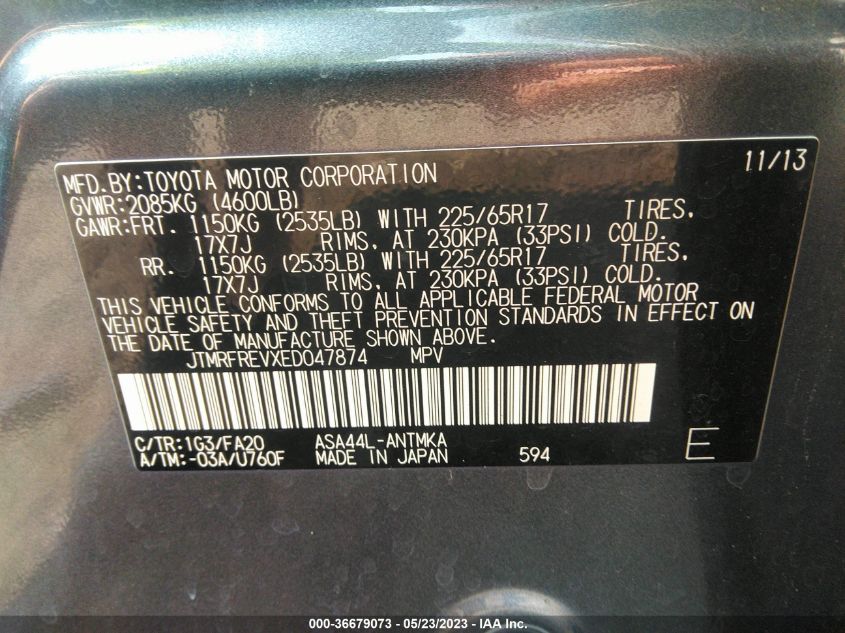 MFD.BY:TOYOTA MOTOR CORPORATION 11/13
GVWR:2085KG (4600LB)
GAWR:FRT. 1150KG (2535LB) WITH 225/65R17 TIRES.
17X7J RIMS. AT 230KPA (33PSI) COLD.
RR. 1150KG (2535LB) WITH 225/65R17 TIRES.
17X7J RIMS. AT 230KPA (33PSI) COLD.
THIS VEHICLE CONFORMS TO ALL APPLICABLE FEDERAL MOTOR
VEHICLE SAFETY AND THEFT PREVENTION STANDARDS IN EFFECT ON
THE DATE OF MANUFACTURE SHOWN ABOVE.
JTMRFREVXED047874 MPV
C/TR:1G3/FA20 ASA44L-ANTMKA
A/TM:-03A/U760F MADE IN JAPAN 594 E
000-36679073 — 05/23/2023 - IAA Inc.